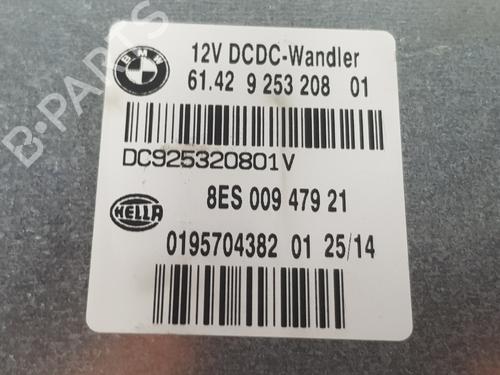 BMW
12V DCDC-Wandler
61.42 9 253 208 01
DC925320801V
8ES 009 479 21
HELLA
0195704382 01 25/14
B-PARTS